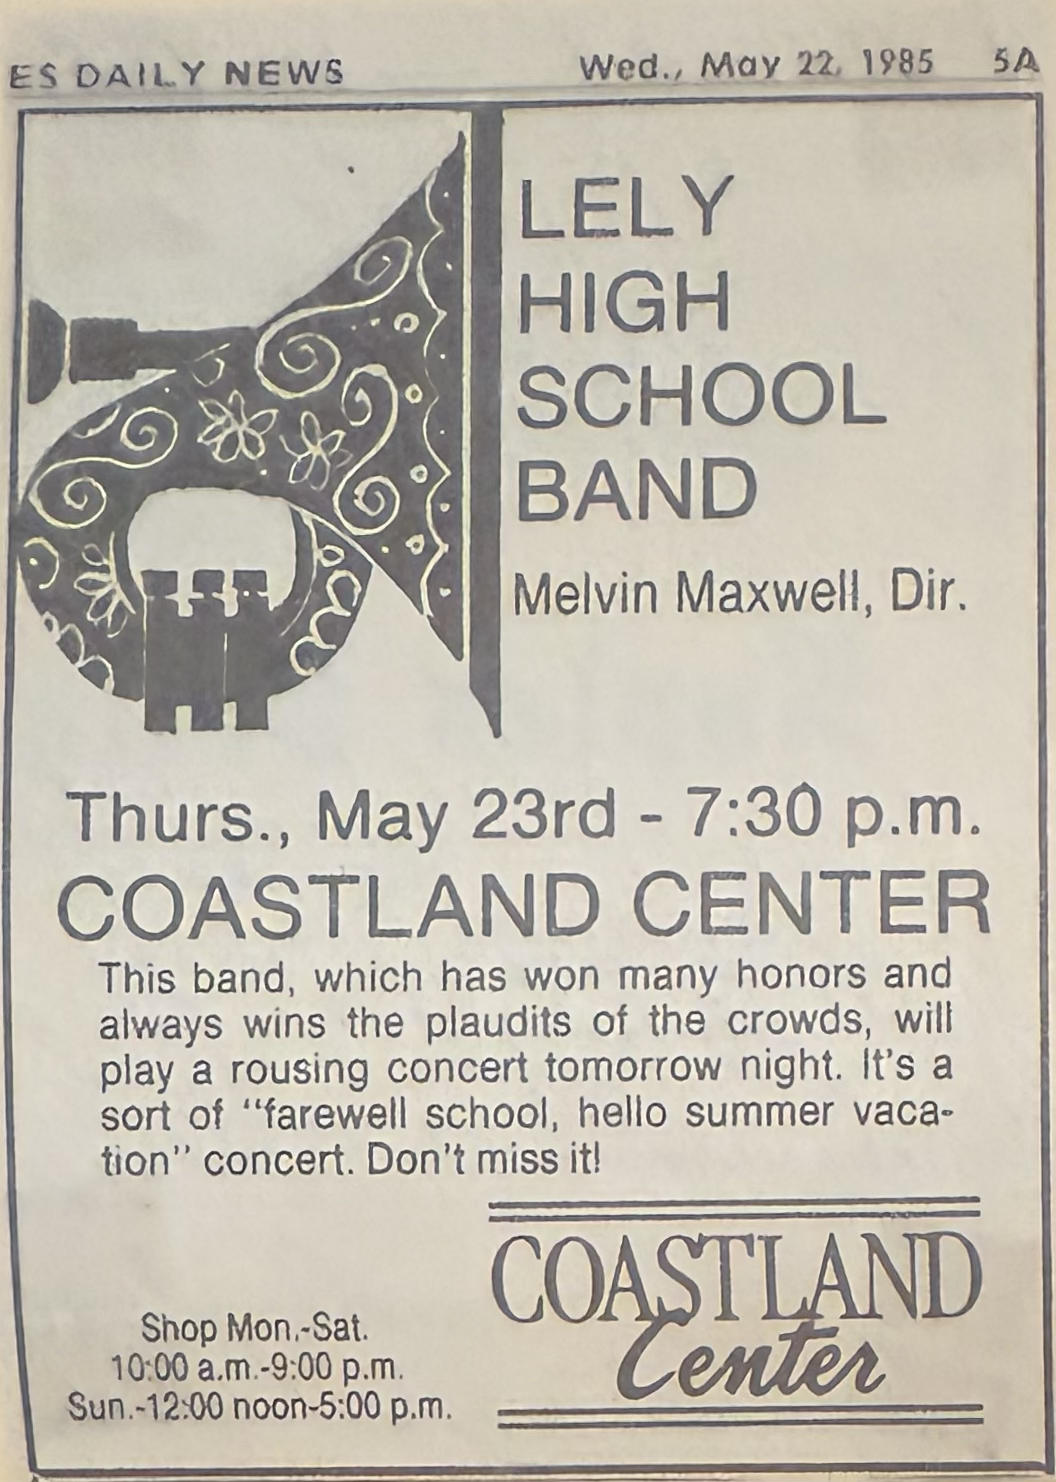 ES DAILY NEWS Wed., May 22, 1985 5A
LELY
HIGH
SCHOOL
BAND
Melvin Maxwell, Dir.
Thurs., May 23rd - 7:30 p.m.
COASTLAND CENTER
This band, which has won many honors and
always wins the plaudits of the crowds, will
play a rousing concert tomorrow night. It's a
sort of "farewell school, hello summer vaca-
tion" concert. Don't miss it!
Shop Mon.-Sat.
10:00 a.m.-9:00 p.m.
Sun.-12:00 noon-5:00 p.m.
COASTLAND
Center